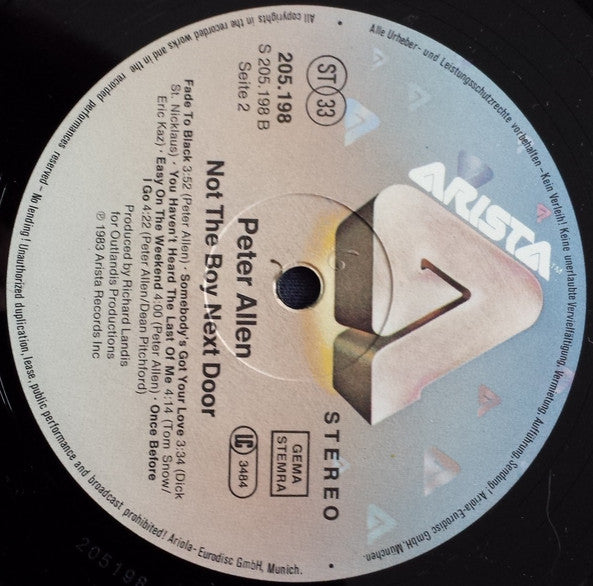 Alle Urheber- und Leistungsschutzrechte vorbehalten – Kein Verleih! Keine unerlaubte Vervielfältigung, Vermietung, Aufführung, Sendung! Ariola-Eurodisc GmbH, München.
ARISTA
TM
ST 33
STEREO
205.198
S 205.198 B
Seite 2
GEMA
STEMRA
LC 3484
Peter Allen
Not The Boy Next Door
Fade To Black 3:52 (Peter Allen) · Somebody's Got Your Love 3:34 (Dick
St. Nicklaus) · You Haven't Heard The Last Of Me 4:14 (Tom Snow/
Eric Kaz) · Easy On The Weekend 4:00 (Peter Allen) · Once Before
I Go 4:22 (Peter Allen/Dean Pitchford)
Produced by Richard Landis
for Outlandis Productions
℗ 1983 Arista Records Inc
All copyrights in the recorded works and in the recorded performances reserved – No lending! Unauthorized duplication, lease, public performance and broadcast prohibited! Ariola-Eurodisc GmbH, Munich.
205198